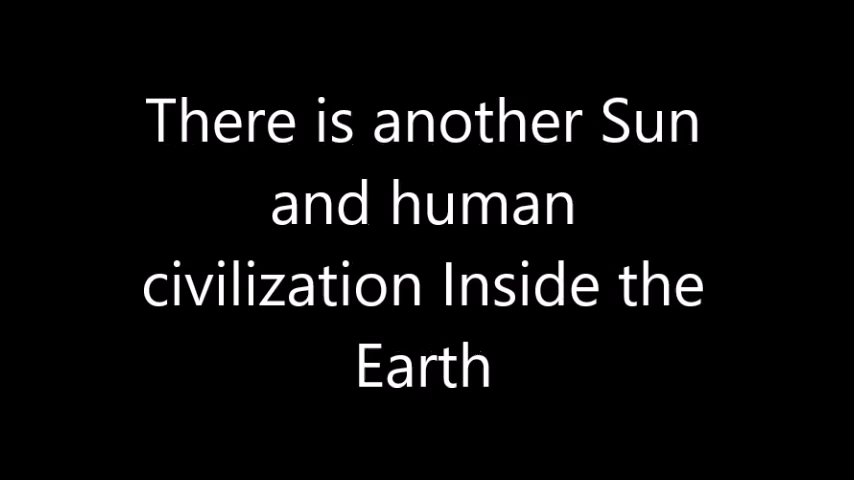 There is another Sun
and human
civilization Inside the
Earth